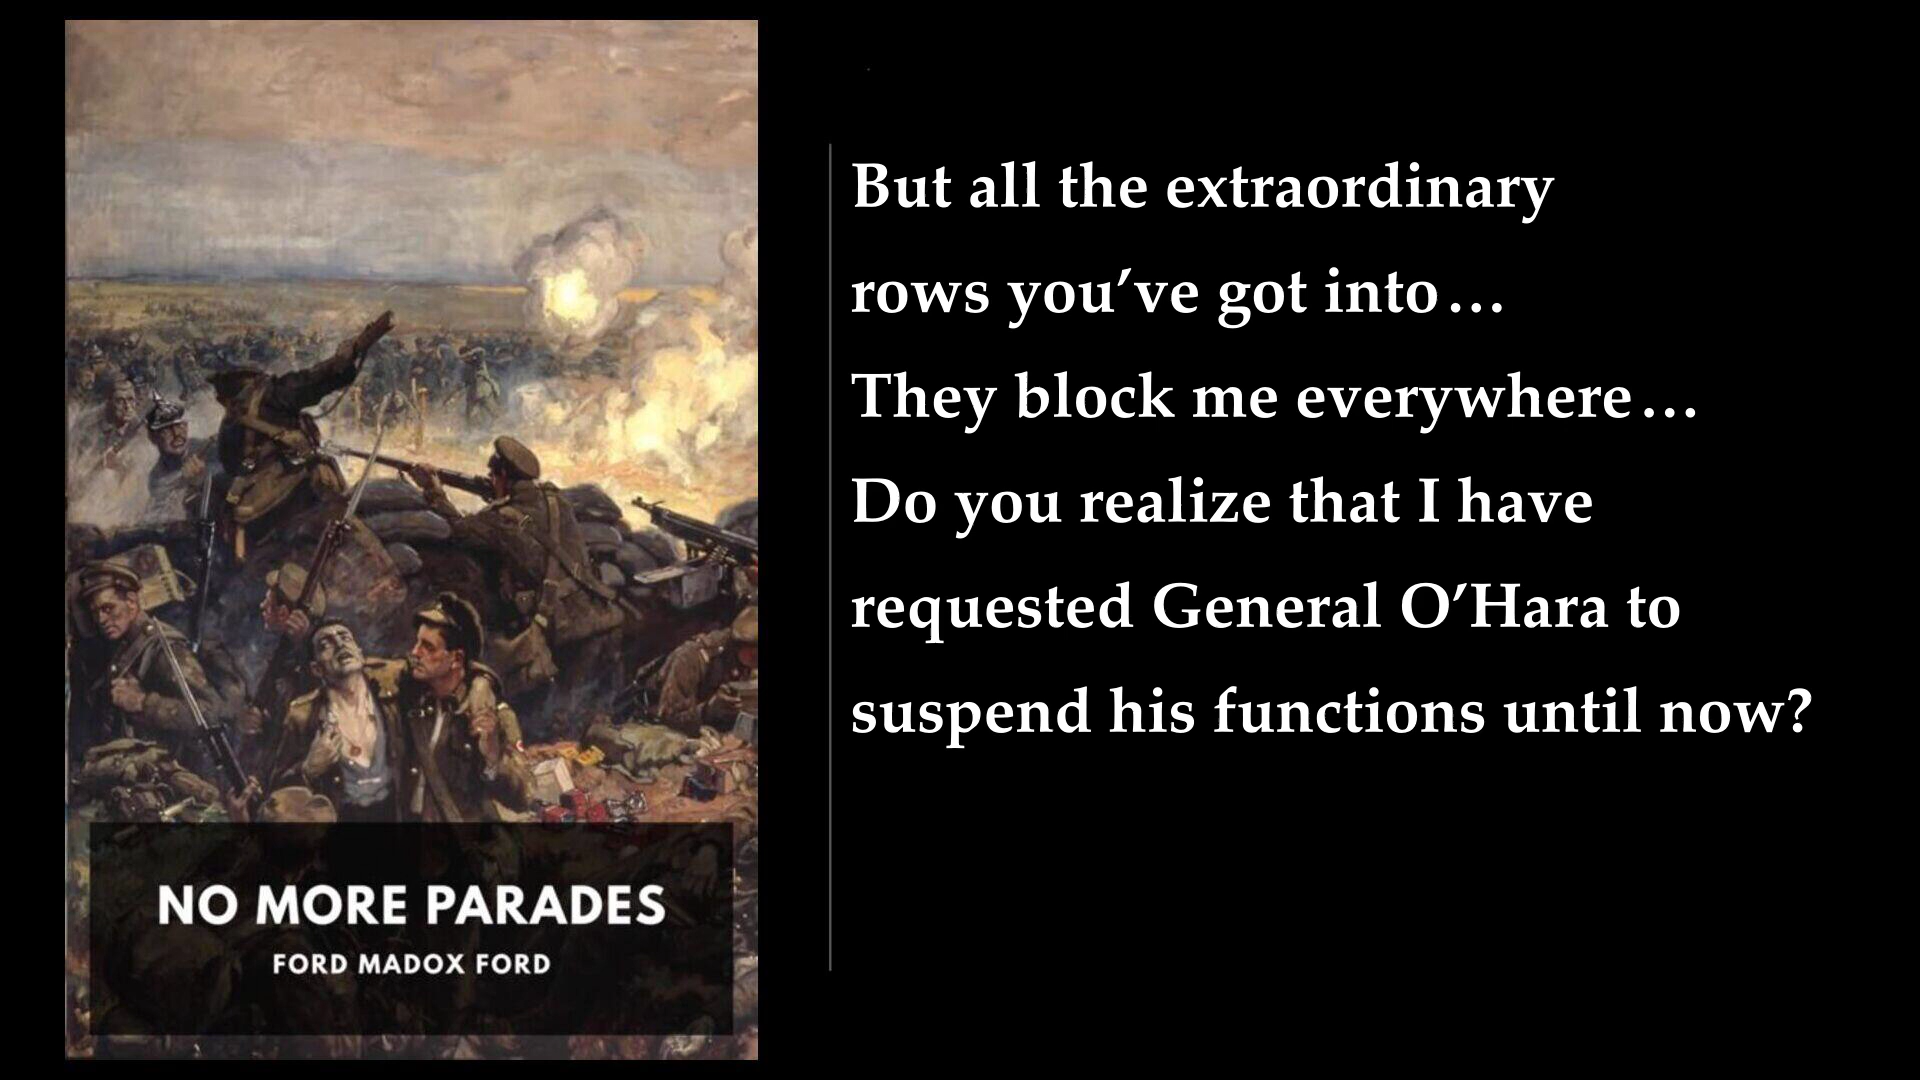 But all the extraordinary
rows you’ve got into…
They block me everywhere…
Do you realize that I have
requested General O’Hara to
suspend his functions until now?
NO MORE PARADES
FORD MADOX FORD